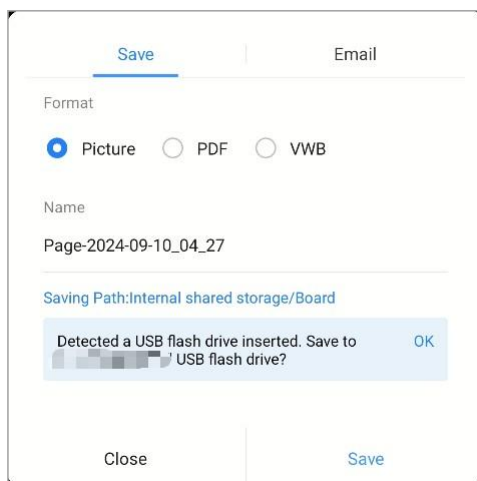 Save
Email
Format
Picture
PDF
VWB
Name
Page-2024-09-10_04_27
Saving Path:Internal shared storage/Board
Detected a USB flash drive inserted. Save to
OK
USB flash drive?
Close
Save